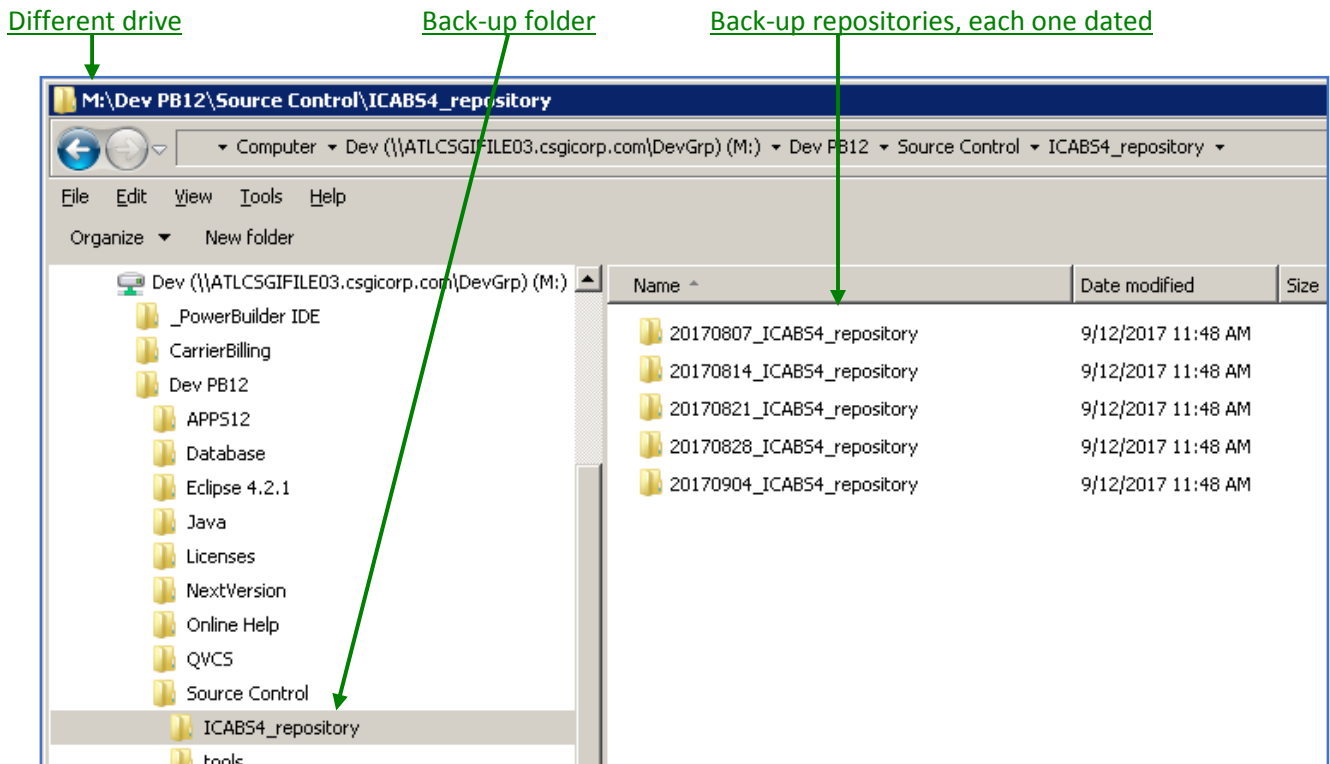 Different drive
Back-up folder
Back-up repositories, each one dated
M:\Dev PB12\Source Control\ICABS4_repository
Computer Dev (\\ATLCSGIFILE03.csgicorp.com\DevGrp) (M:) Dev PB12 Source Control ICABS4_repository
File Edit View Tools Help
Organize New folder
Dev (\\ATLCSGIFILE03.csgicorp.com\DevGrp) (M:)
_PowerBuilder IDE
CarrierBilling
Dev PB12
APPS12
Database
Eclipse 4.2.1
Java
Licenses
NextVersion
Online Help
QVCS
Source Control
ICABS4_repository
tools
Name Date modified Size
20170807_ICABS4_repository 9/12/2017 11:48 AM
20170814_ICABS4_repository 9/12/2017 11:48 AM
20170821_ICABS4_repository 9/12/2017 11:48 AM
20170828_ICABS4_repository 9/12/2017 11:48 AM
20170904_ICABS4_repository 9/12/2017 11:48 AM